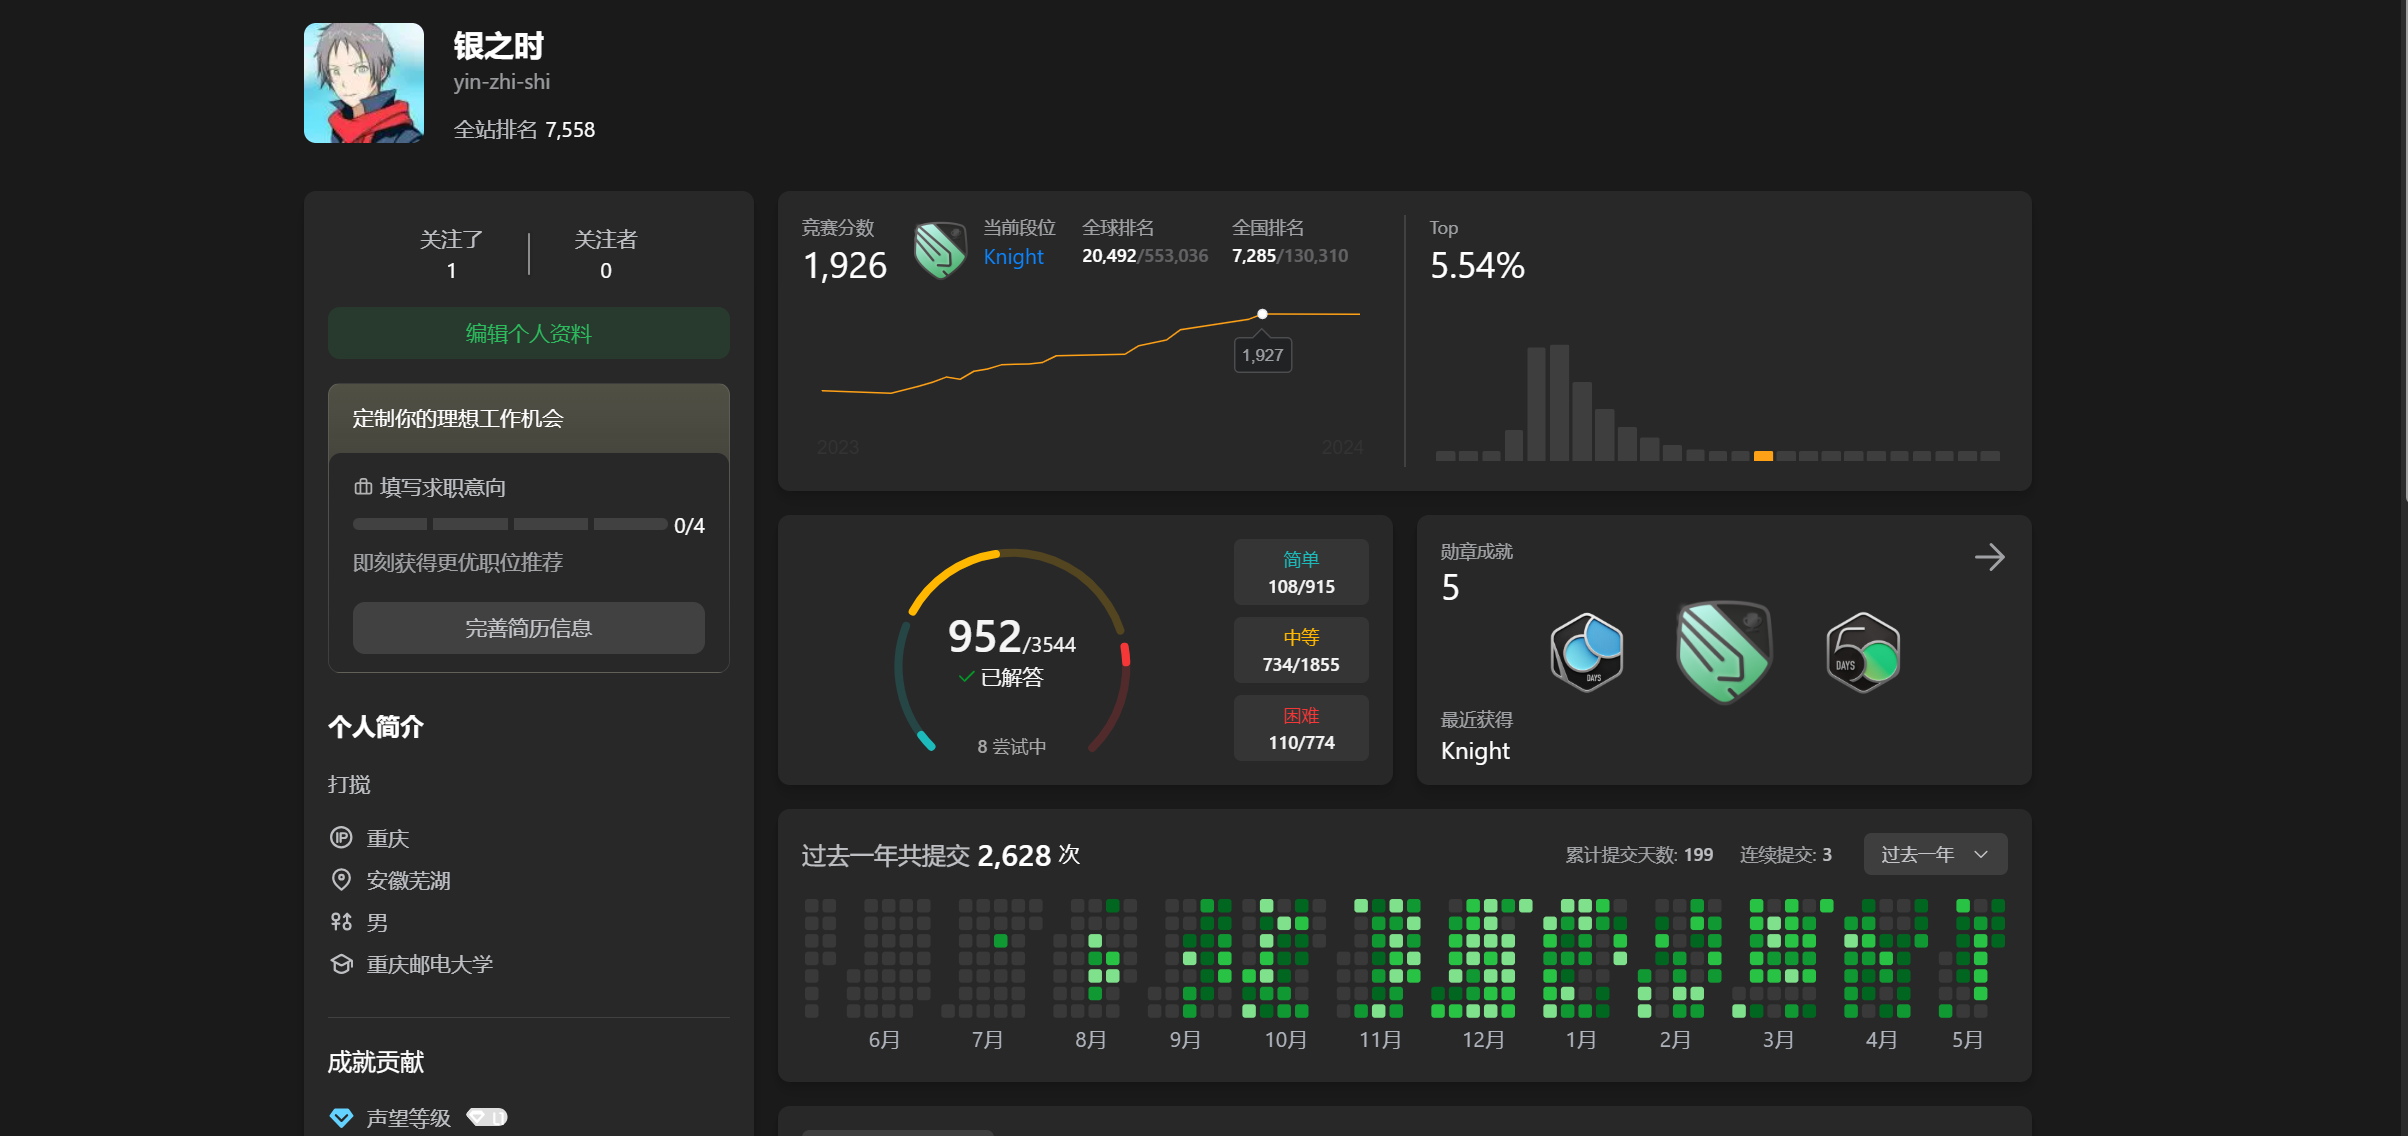 银之时
yin-zhi-shi
全站排名 7,558
关注了
1
关注者
0
编辑个人资料
定制你的理想工作机会
填写求职意向
0/4
即刻获得更优职位推荐
完善简历信息
个人简介
打搅
IP 重庆
安徽芜湖
男
重庆邮电大学
成就贡献
声望等级
竞赛分数
1,926
当前段位
Knight
全球排名
20,492/553,036
全国排名
7,285/130,310
1,927
2023
2024
Top
5.54%
952/3544
已解答
8 尝试中
简单
108/915
中等
734/1855
困难
110/774
勋章成就
5
DAYS
50
DAYS
最近获得
Knight
过去一年共提交 2,628 次
累计提交天数: 199
连续提交: 3
过去一年
6月
7月
8月
9月
10月
11月
12月
1月
2月
3月
4月
5月